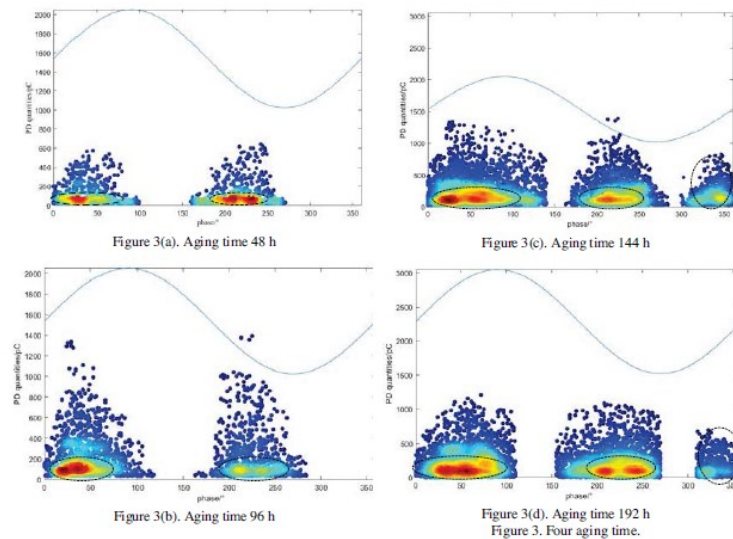 2000
1800
1600
1400
1200
1000
800
600
400
200
0
PD quantities/pC
0 50 100 150 200 250 300 350
phase/°
Figure 3(a). Aging time 48 h
3000
2500
2000
1500
1000
500
0
PD quantities/pC
0 50 100 150 200 250 300 350
phase/°
Figure 3(c). Aging time 144 h
2000
1800
1600
1400
1200
1000
800
600
400
200
0
PD quantities/pC
0 50 100 150 200 250 300 350
phase/°
Figure 3(b). Aging time 96 h
3000
2500
2000
1500
1000
500
0
PD quantities/pC
0 50 100 150 200 250 300 350
phase/°
Figure 3(d). Aging time 192 h
Figure 3. Four aging time.